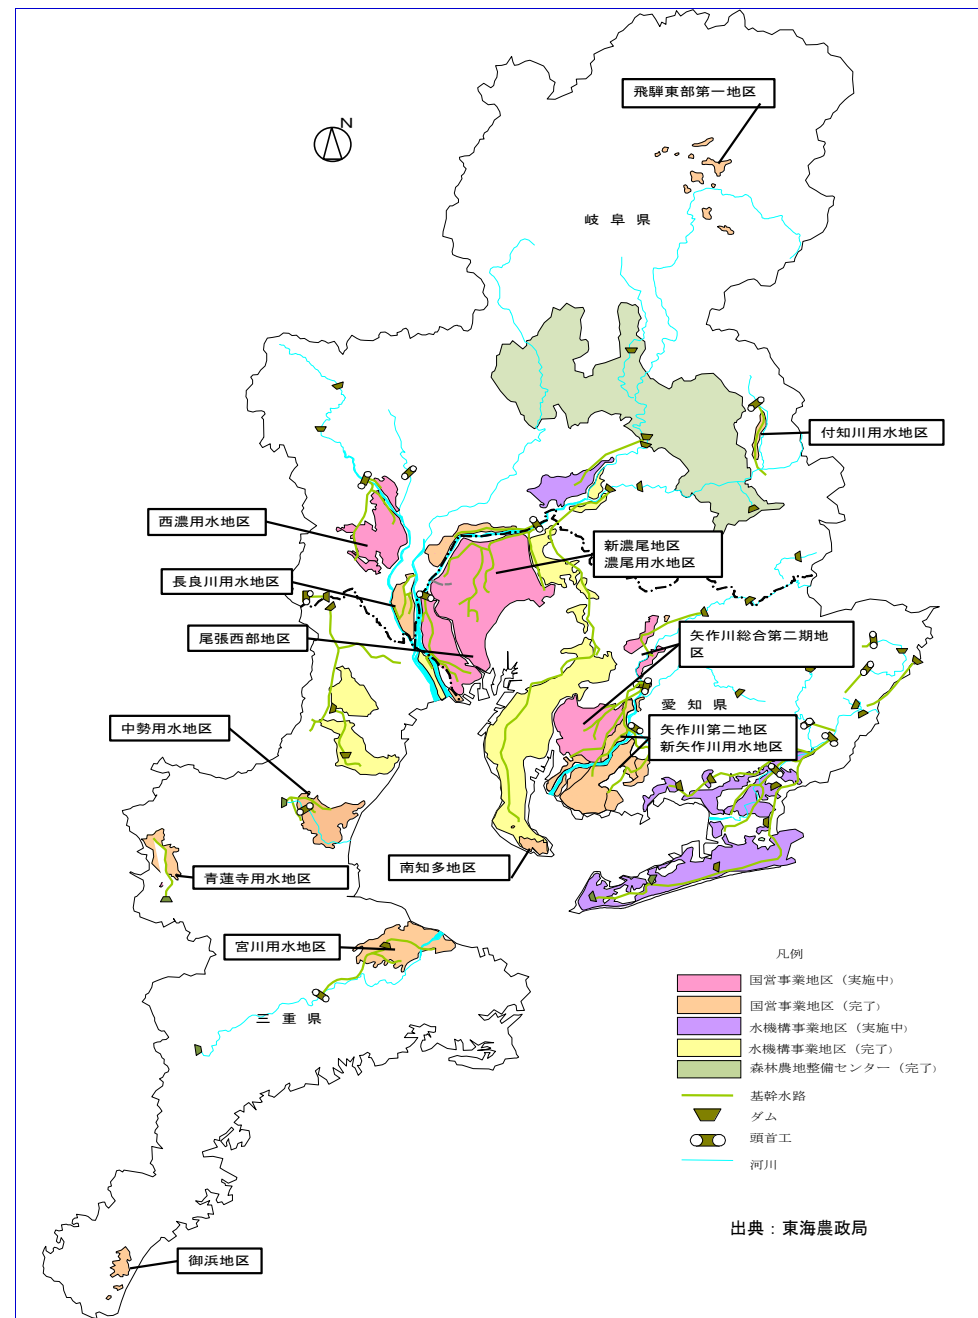 飛騨東部第一地区
N
岐阜県
付知川用水地区
西濃用水地区
新濃尾地区
濃尾用水地区
長良川用水地区
尾張西部地区
矢作川総合第二期地
区
愛知県
中勢用水地区
矢作川第二地区
新矢作川用水地区
南知多地区
青蓮寺用水地区
宮川用水地区
三重県
凡例
国営事業地区（実施中）
国営事業地区（完了）
水機構事業地区（実施中）
水機構事業地区（完了）
森林農地整備センター（完了）
基幹水路
ダム
頭首工
河川
出典：東海農政局
御浜地区